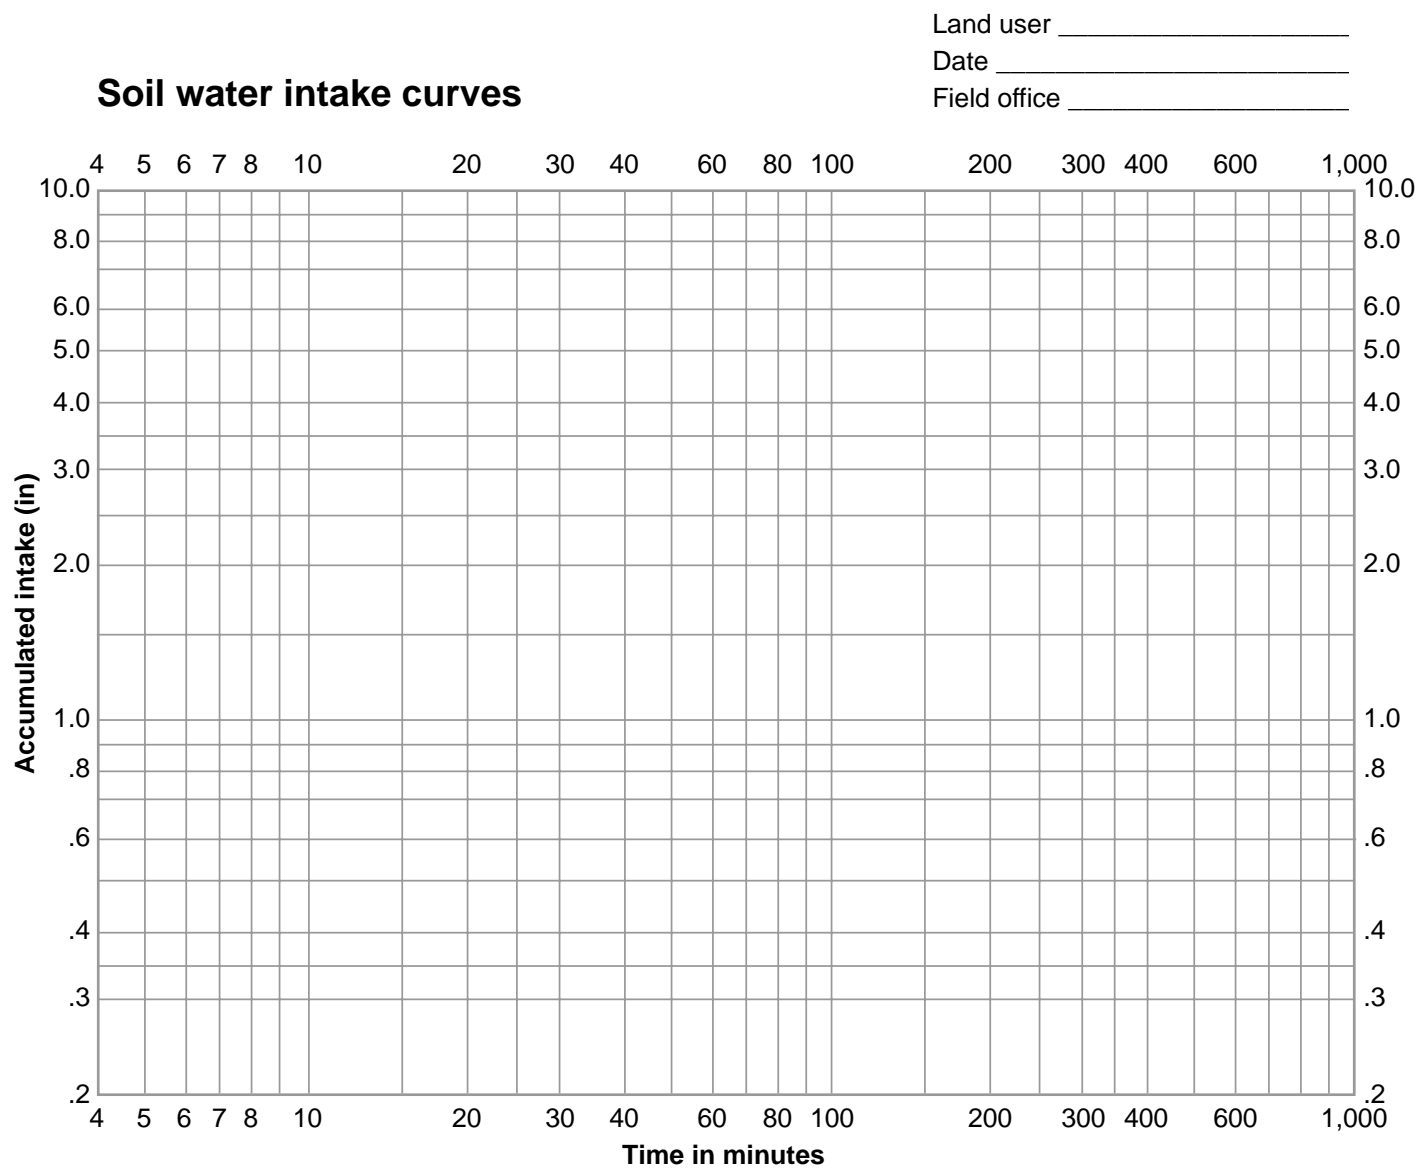 Land user ____________________
Date ________________________
Field office ___________________
Soil water intake curves
4 5 6 7 8 10 20 30 40 60 80 100 200 300 400 600 1,000
10.0 10.0
8.0 8.0
6.0 6.0
5.0 5.0
4.0 4.0
3.0 3.0
2.0 2.0
1.0 1.0
.8 .8
.6 .6
.4 .4
.3 .3
.2 .2
Accumulated intake (in)
4 5 6 7 8 10 20 30 40 60 80 100 200 300 400 600 1,000
Time in minutes